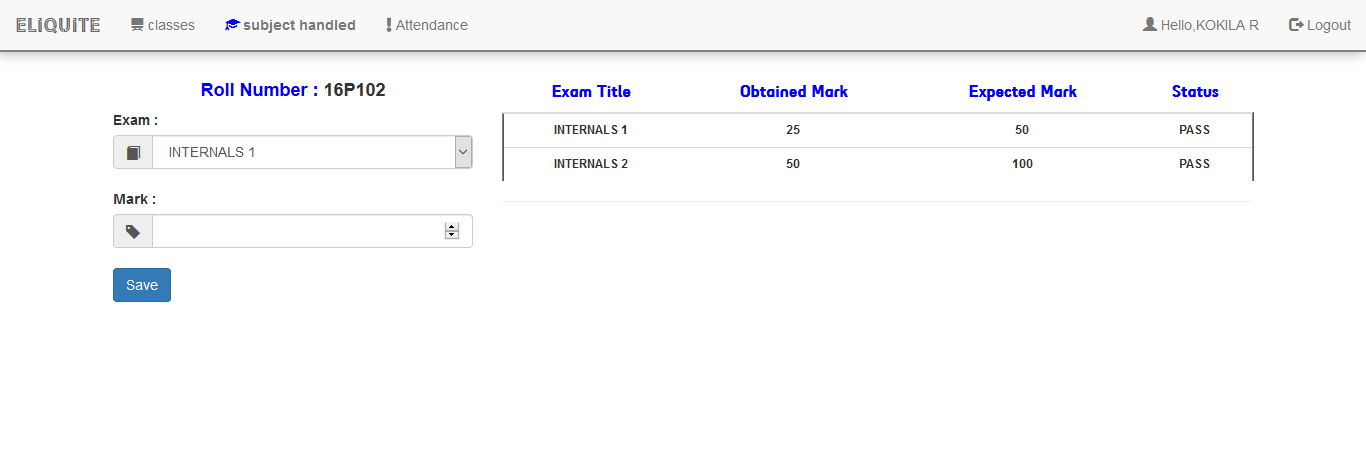 ELiQUiTE classes subject handled Attendance Hello,KOKILA R Logout
Roll Number : 16P102
Exam :
INTERNALS 1
Mark :
Save
Exam Title Obtained Mark Expected Mark Status
INTERNALS 1 25 50 PASS
INTERNALS 2 50 100 PASS